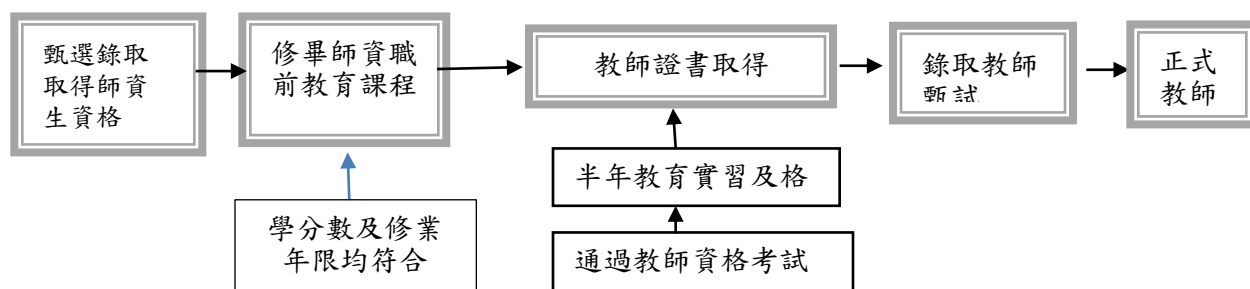 甄選錄取
取得師資
生資格
修畢師資職
前教育課程
教師證書取得
錄取教師
甄試
正式
教師
半年教育實習及格
學分數及修業
年限均符合
通過教師資格考試